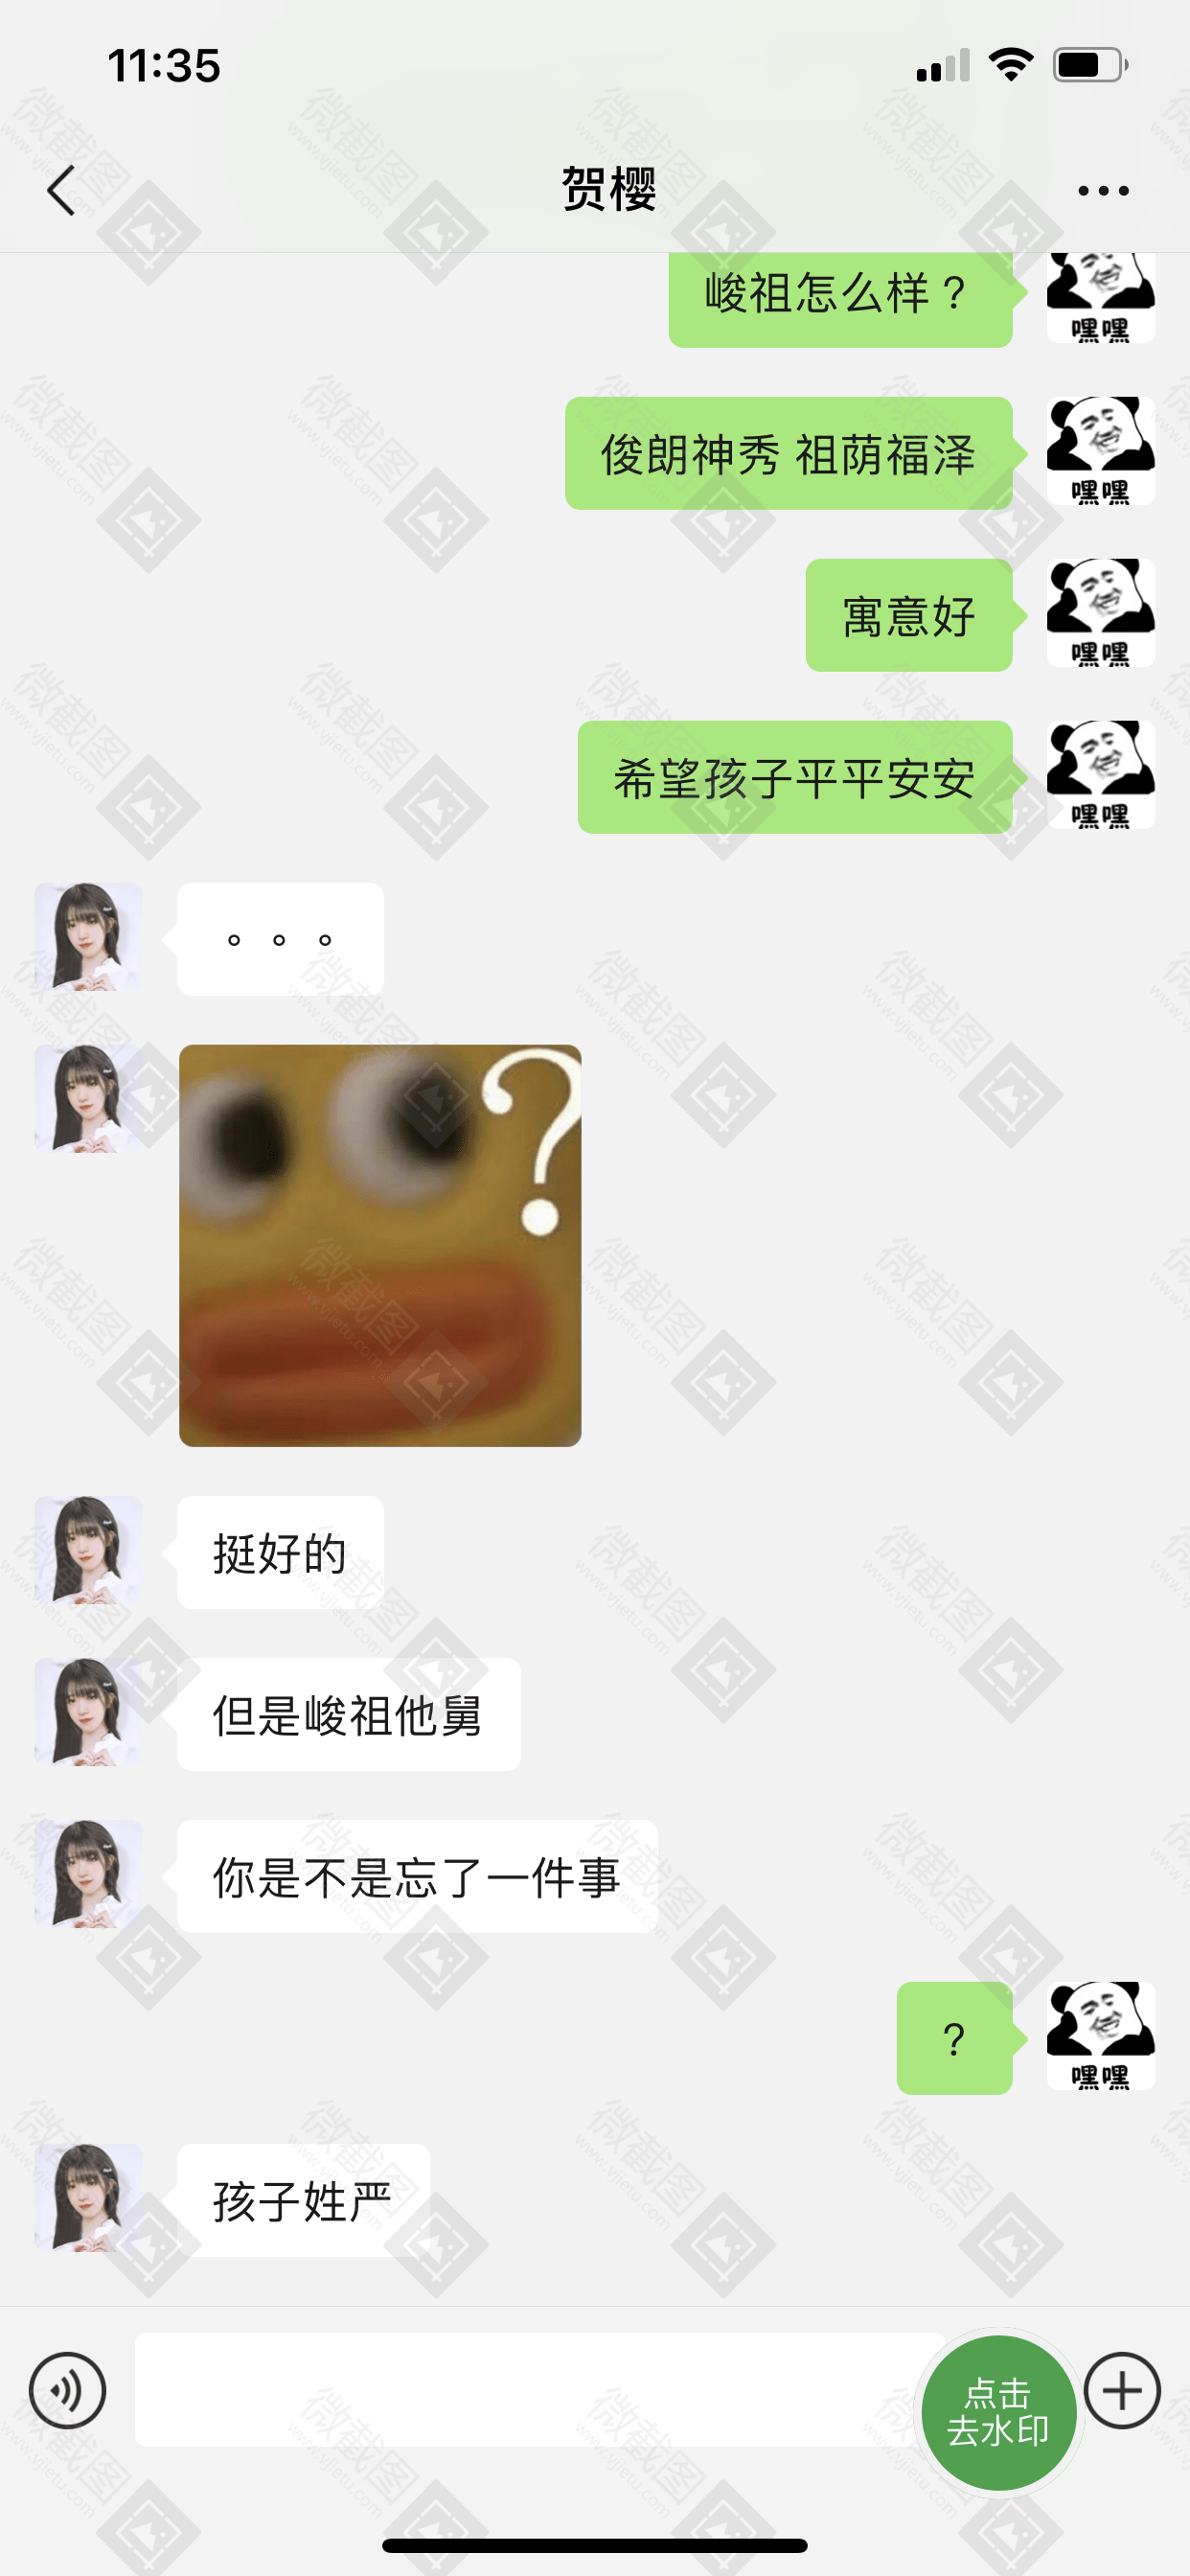 11:35
贺樱
峻祖怎么样？
嘿嘿
俊朗神秀 祖荫福泽
嘿嘿
寓意好
嘿嘿
希望孩子平平安安
嘿嘿
。。。
?
挺好的
但是峻祖他舅
你是不是忘了一件事
？
嘿嘿
孩子姓严
点击
去水印
微截图
www.vjietu.com